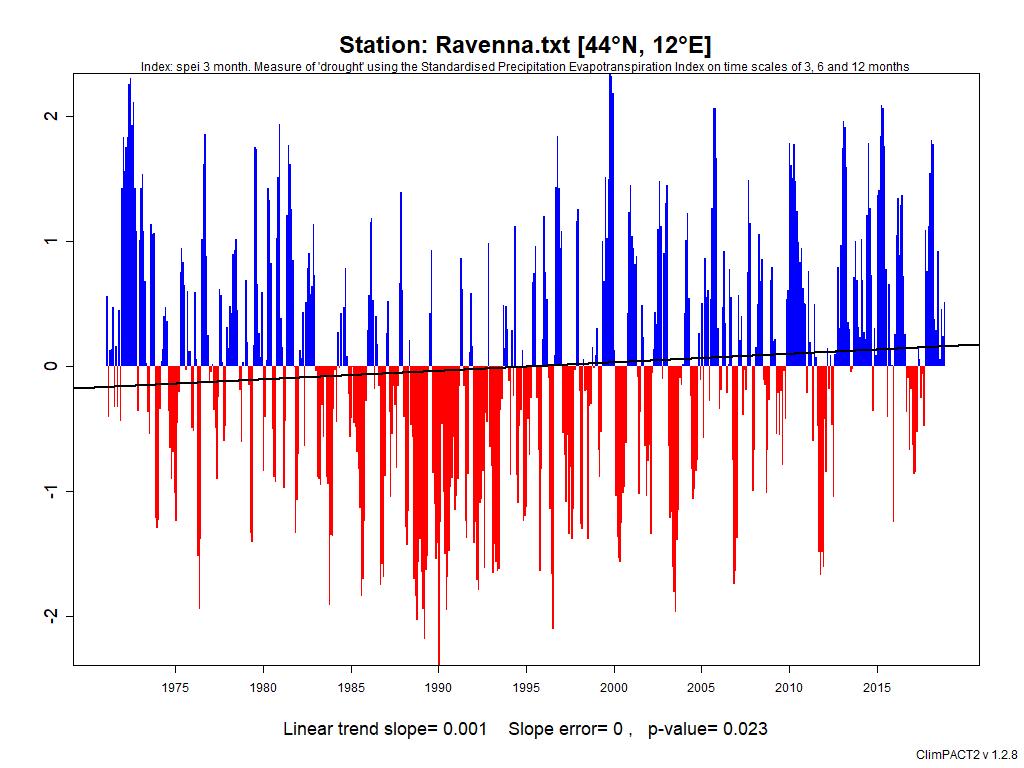 Station: Ravenna.txt [44°N, 12°E]
Index: spei 3 month. Measure of 'drought' using the Standardised Precipitation Evapotranspiration Index on time scales of 3, 6 and 12 months
2
1
0
-1
-2
1975 1980 1985 1990 1995 2000 2005 2010 2015
Linear trend slope= 0.001 Slope error= 0 , p-value= 0.023
ClimPACT2 v 1.2.8